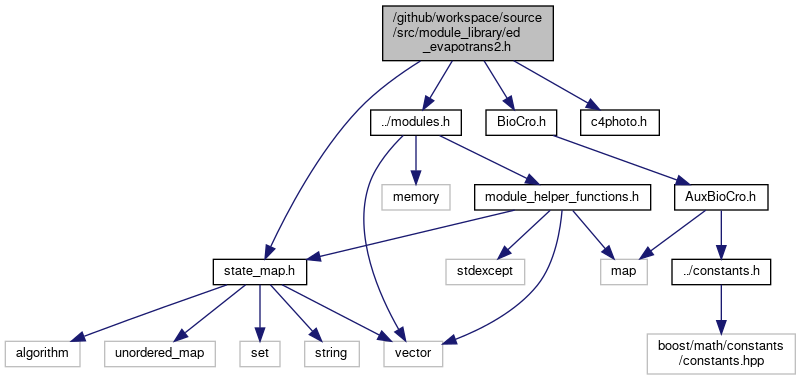 /github/workspace/source
/src/module_library/ed
_evapotrans2.h
../modules.h
BioCro.h
c4photo.h
memory
module_helper_functions.h
AuxBioCro.h
state_map.h
stdexcept
map
../constants.h
algorithm
unordered_map
set
string
vector
boost/math/constants
/constants.hpp